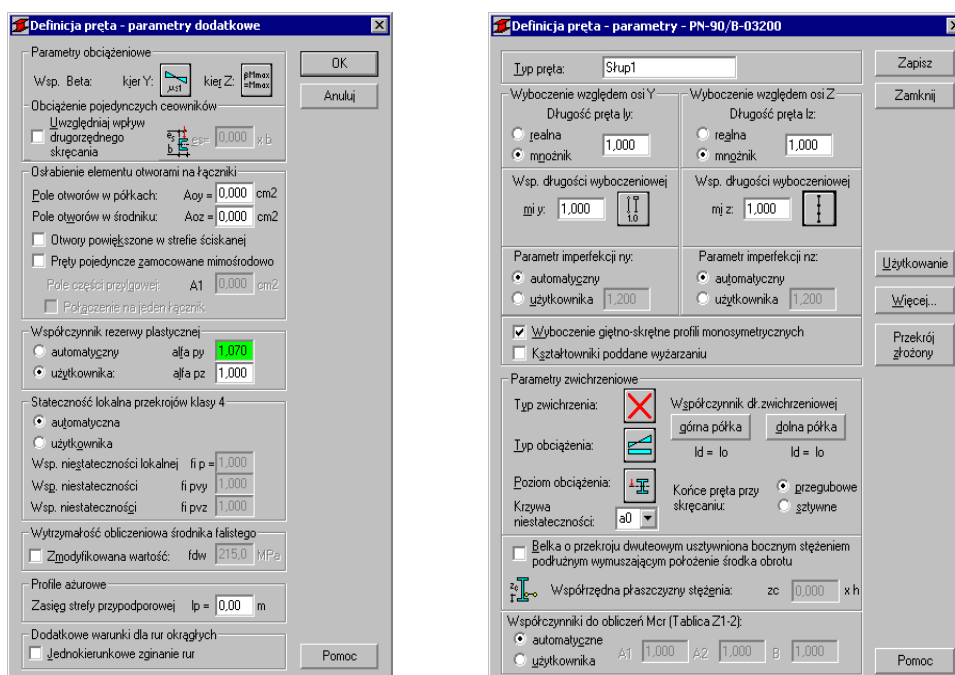 Definicja pręta - parametry dodatkowe
Parametry obciążeniowe
Wsp. Beta: kier Y: μ≤1 kier Z: βMmax =Mmax
Obciążenie pojedynczych ceowników
Uwzględniaj wpływ
drugorzędnego
skręcania
es= 0,000 x b
Osłabienie elementu otworami na łączniki
Pole otworów w półkach: Aoy = 0,000 cm2
Pole otworów w środniku: Aoz = 0,000 cm2
Otwory powiększone w strefie ściskanej
Pręty pojedyncze zamocowane mimośrodowo
Pole części przylgowej: A1 0,000 cm2
Połączenie na jeden łącznik
Współczynnik rezerwy plastycznej
automatyczny alfa py 1,070
użytkownika: alfa pz 1,000
Stateczność lokalna przekrojów klasy 4
automatyczna
użytkownika
Wsp. niestateczności lokalnej fi p = 1,000
Wsp. niestateczności fi pvy 1,000
Wsp. niestateczności fi pvz 1,000
Wytrzymałość obliczeniowa środnika falistego
Zmodyfikowana wartość: fdw 215,0 MPa
Profile ażurowe
Zasięg strefy przypodporowej lp = 0,00 m
Dodatkowe warunki dla rur okrągłych
Jednokierunkowe zginanie rur
OK
Anuluj
Pomoc
Definicja pręta - parametry - PN-90/B-03200
Typ pręta: Słup1
Wyboczenie względem osi Y
Długość pręta ly:
realna
mnożnik
1,000
Wsp. długości wyboczeniowej
mi y: 1,000 1.0
Parametr imperfekcji ny:
automatyczny
użytkownika 1,200
Wyboczenie względem osi Z
Długość pręta lz:
realna
mnożnik
1,000
Wsp. długości wyboczeniowej
mi z: 1,000
Parametr imperfekcji nz:
automatyczny
użytkownika 1,200
Wyboczenie giętno-skrętne profili monosymetrycznych
Kształtowniki poddane wyżarzaniu
Parametry zwichrzeniowe
Typ zwichrzenia:
Typ obciążenia:
Poziom obciążenia:
Krzywa
niestateczności: a0
Współczynnik dł.zwichrzeniowej
górna półka dolna półka
ld = lo ld = lo
Końce pręta przy
skręcaniu:
przegubowe
sztywne
Belka o przekroju dwuteowym usztywniona bocznym stężeniem
podłużnym wymuszającym położenie środka obrotu
Współrzędna płaszczyzny stężenia: zc 0,000 x h
Współczynniki do obliczeń Mcr (Tablica Z1-2):
automatyczne
użytkownika A1 1,000 A2 1,000 B 1,000
Zapisz
Zamknij
Użytkowanie
Więcej...
Przekrój
złożony
Pomoc